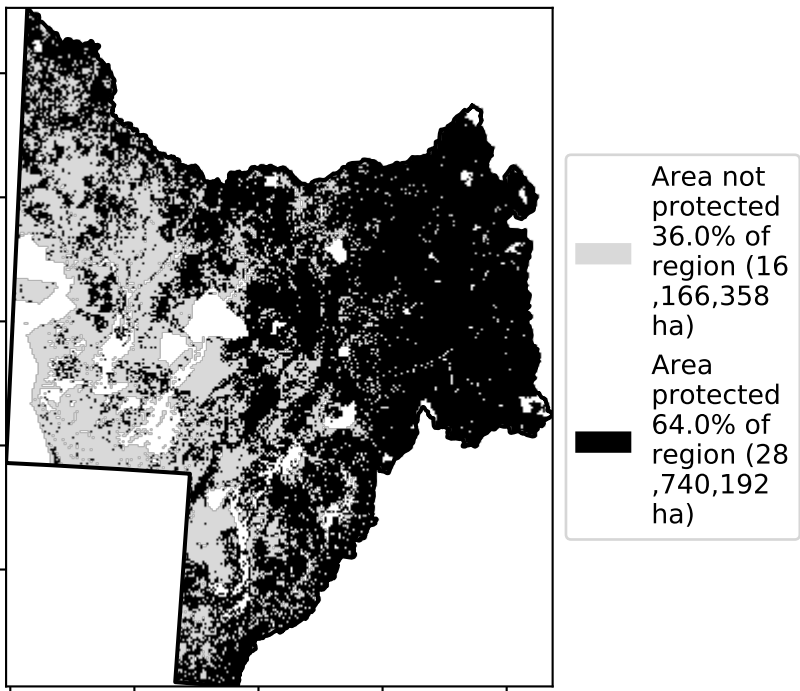 Area not
protected
36.0% of
region (16
,166,358
ha)
Area
protected
64.0% of
region (28
,740,192
ha)